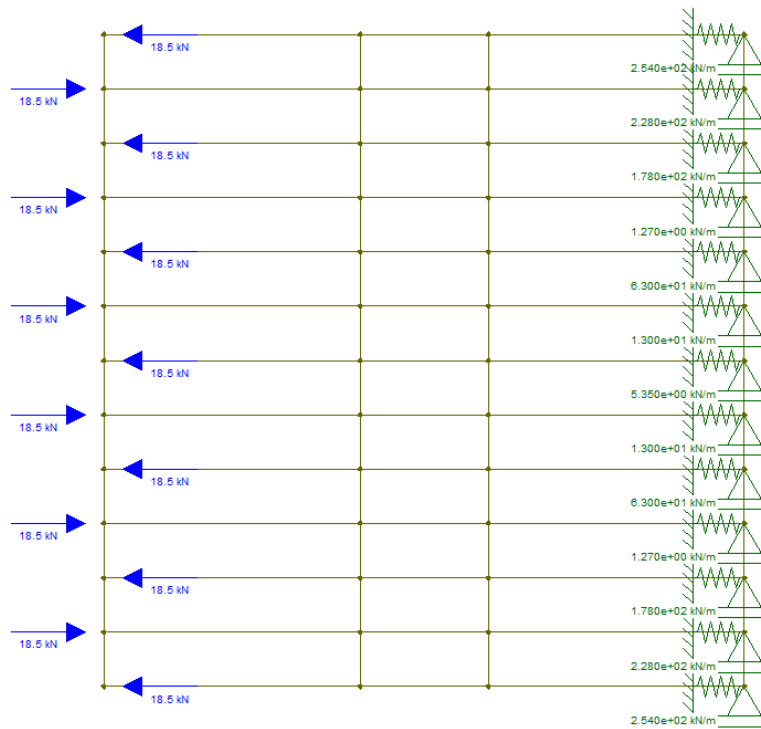 18.5 kN
2.540e+02 kN/m
18.5 kN
2.280e+02 kN/m
18.5 kN
1.780e+02 kN/m
18.5 kN
1.270e+00 kN/m
18.5 kN
6.300e+01 kN/m
18.5 kN
1.300e+01 kN/m
18.5 kN
5.350e+00 kN/m
18.5 kN
1.300e+01 kN/m
18.5 kN
6.300e+01 kN/m
18.5 kN
1.270e+00 kN/m
18.5 kN
1.780e+02 kN/m
18.5 kN
2.280e+02 kN/m
18.5 kN
2.540e+02 kN/m